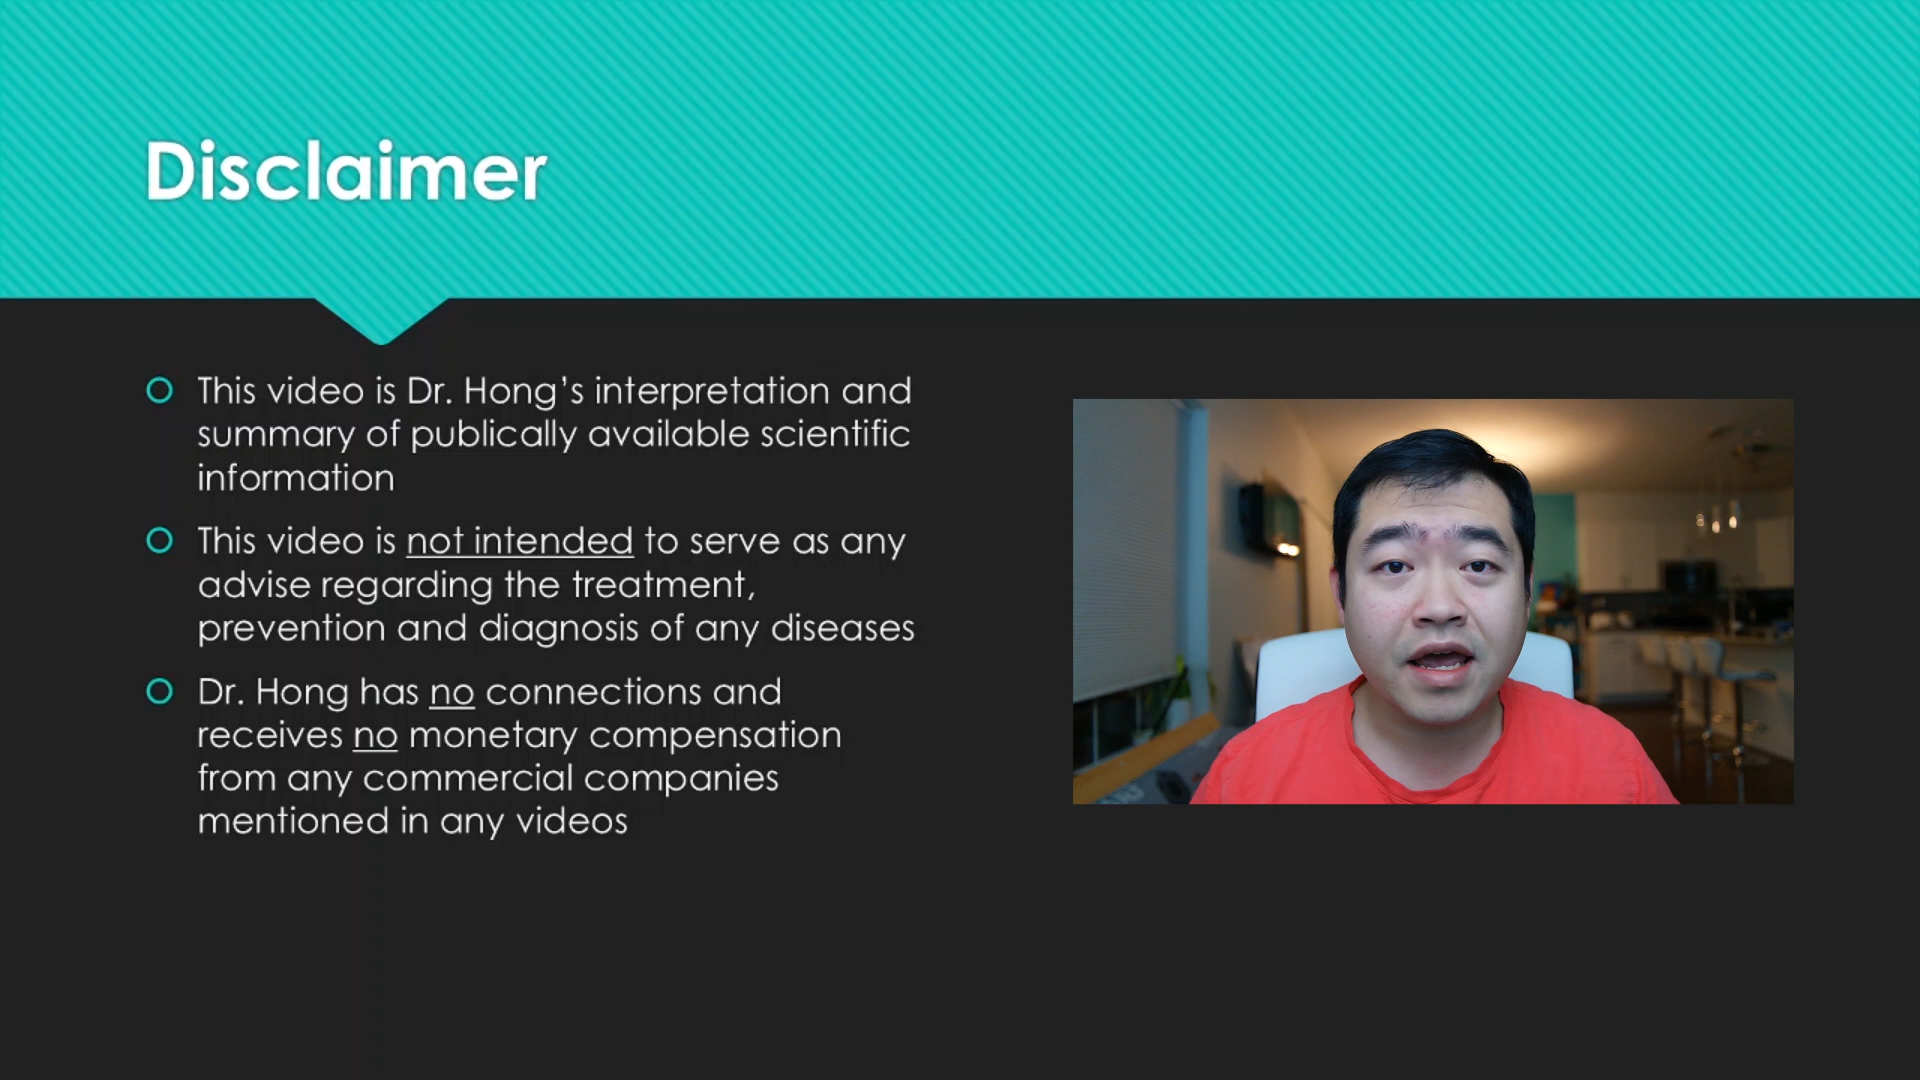 Disclaimer
This video is Dr. Hong’s interpretation and
summary of publically available scientific
information
This video is not intended to serve as any
advise regarding the treatment,
prevention and diagnosis of any diseases
Dr. Hong has no connections and
receives no monetary compensation
from any commercial companies
mentioned in any videos